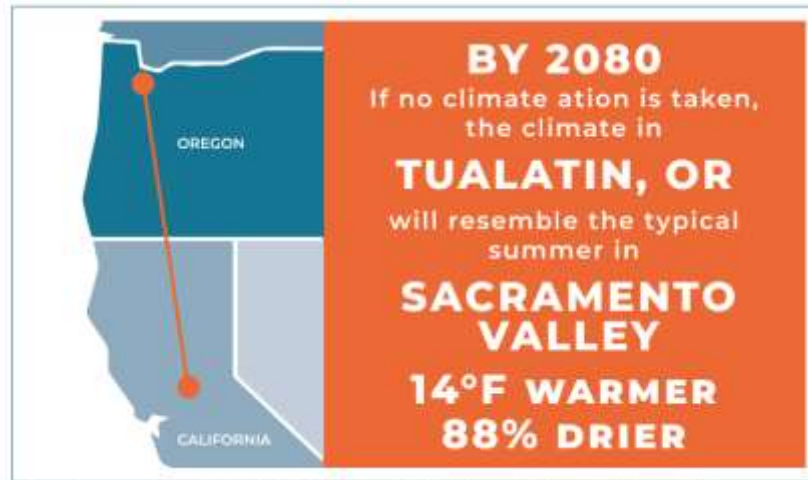 OREGON
CALIFORNIA
BY 2080
If no climate ation is taken,
the climate in
TUALATIN, OR
will resemble the typical
summer in
SACRAMENTO
VALLEY
14°F WARMER
88% DRIER